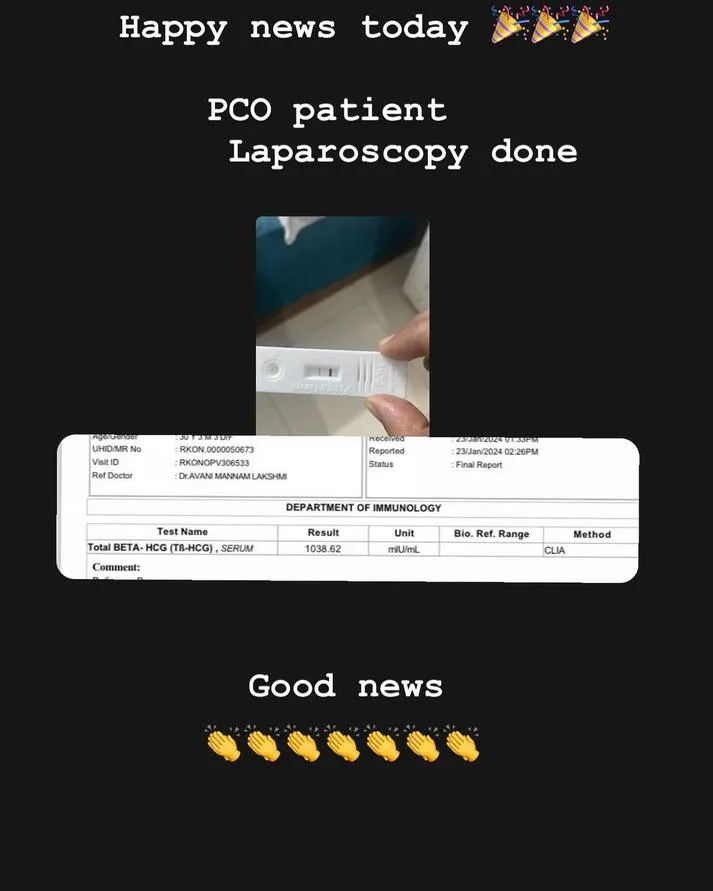 Happy news today 🎉🎉🎉
PCO patient
Laparoscopy done
Age/Gender : 30 Y 3 M 3 D/F
UHID/MR No : RKON.0000050673
Visit ID : RKONOPV306533
Ref Doctor : Dr.AVANI MANNAM LAKSHMI
Received : 23/Jan/2024 01:33PM
Reported : 23/Jan/2024 02:26PM
Status : Final Report
DEPARTMENT OF IMMUNOLOGY
Test Name Result Unit Bio. Ref. Range Method
Total BETA- HCG (Tß-HCG) , SERUM 1038.62 mIU/mL CLIA
Comment:
Good news
👏👏👏👏👏👏👏